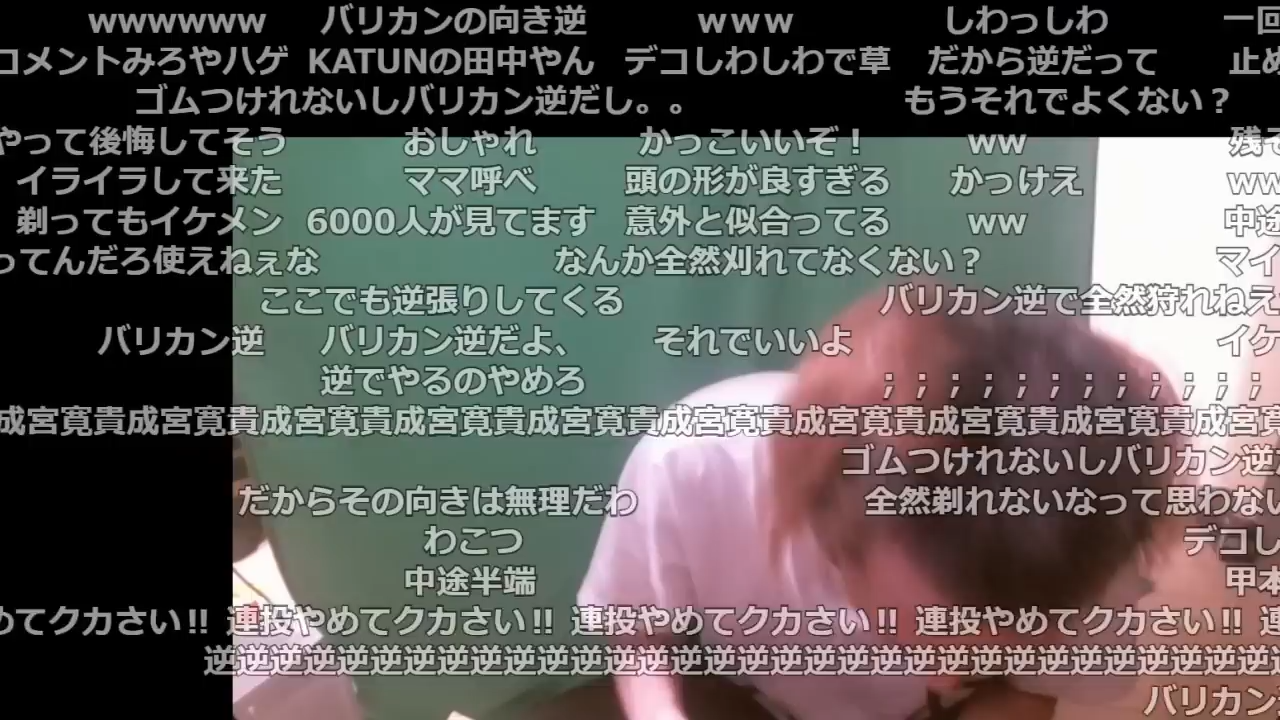 wwwwww バリカンの向き逆 www しわっしわ 一回
コメントみろやハゲ KATUNの田中やん デコしわしわで草 だから逆だって 止め
ゴムつけれないしバリカン逆だし。。 もうそれでよくない？
やって後悔してそう おしゃれ かっこいいぞ！ ww 残そ
イライラして来た ママ呼べ 頭の形が良すぎる かっけえ ww
剃ってもイケメン 6000人が見てます 意外と似合ってる ww 中途
ってんだろ使えねぇな なんか全然刈れてなくない？ マイ
ここでも逆張りしてくる バリカン逆で全然狩れねえ
バリカン逆 バリカン逆だよ、 それでいいよ イケ
逆でやるのやめろ ；；；；；；；；；；；；
成宮寛貴成宮寛貴成宮寛貴成宮寛貴成宮寛貴成宮寛貴成宮寛貴成宮寛貴成宮寛貴成宮
ゴムつけれないしバリカン逆だ
だからその向きは無理だわ 全然剃れないなって思わない
わこつ デコし
中途半端 甲本
めてクカさい!! 連投やめてクカさい!! 連投やめてクカさい!! 連投やめてクカさい!! 連
逆逆逆逆逆逆逆逆逆逆逆逆逆逆逆逆逆逆逆逆逆逆逆逆逆逆逆逆逆逆逆逆逆
バリカン